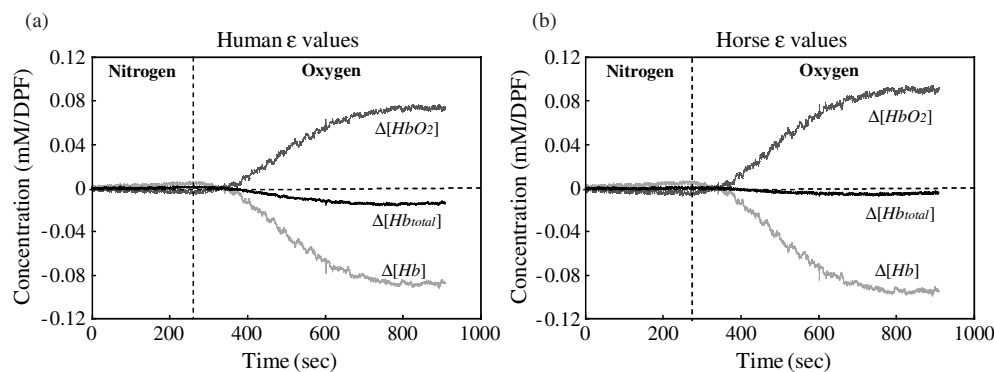 (a)
Human ε values
Nitrogen
Oxygen
0.12
0.08
0.04
0
-0.04
-0.08
-0.12
Concentration (mM/DPF)
Δ[HbO2]
Δ[Hbtotal]
Δ[Hb]
0 200 400 600 800 1000
Time (sec)
(b)
Horse ε values
Nitrogen
Oxygen
0.12
0.08
0.04
0
-0.04
-0.08
-0.12
Concentration (mM/DPF)
Δ[HbO2]
Δ[Hbtotal]
Δ[Hb]
0 200 400 600 800 1000
Time (sec)